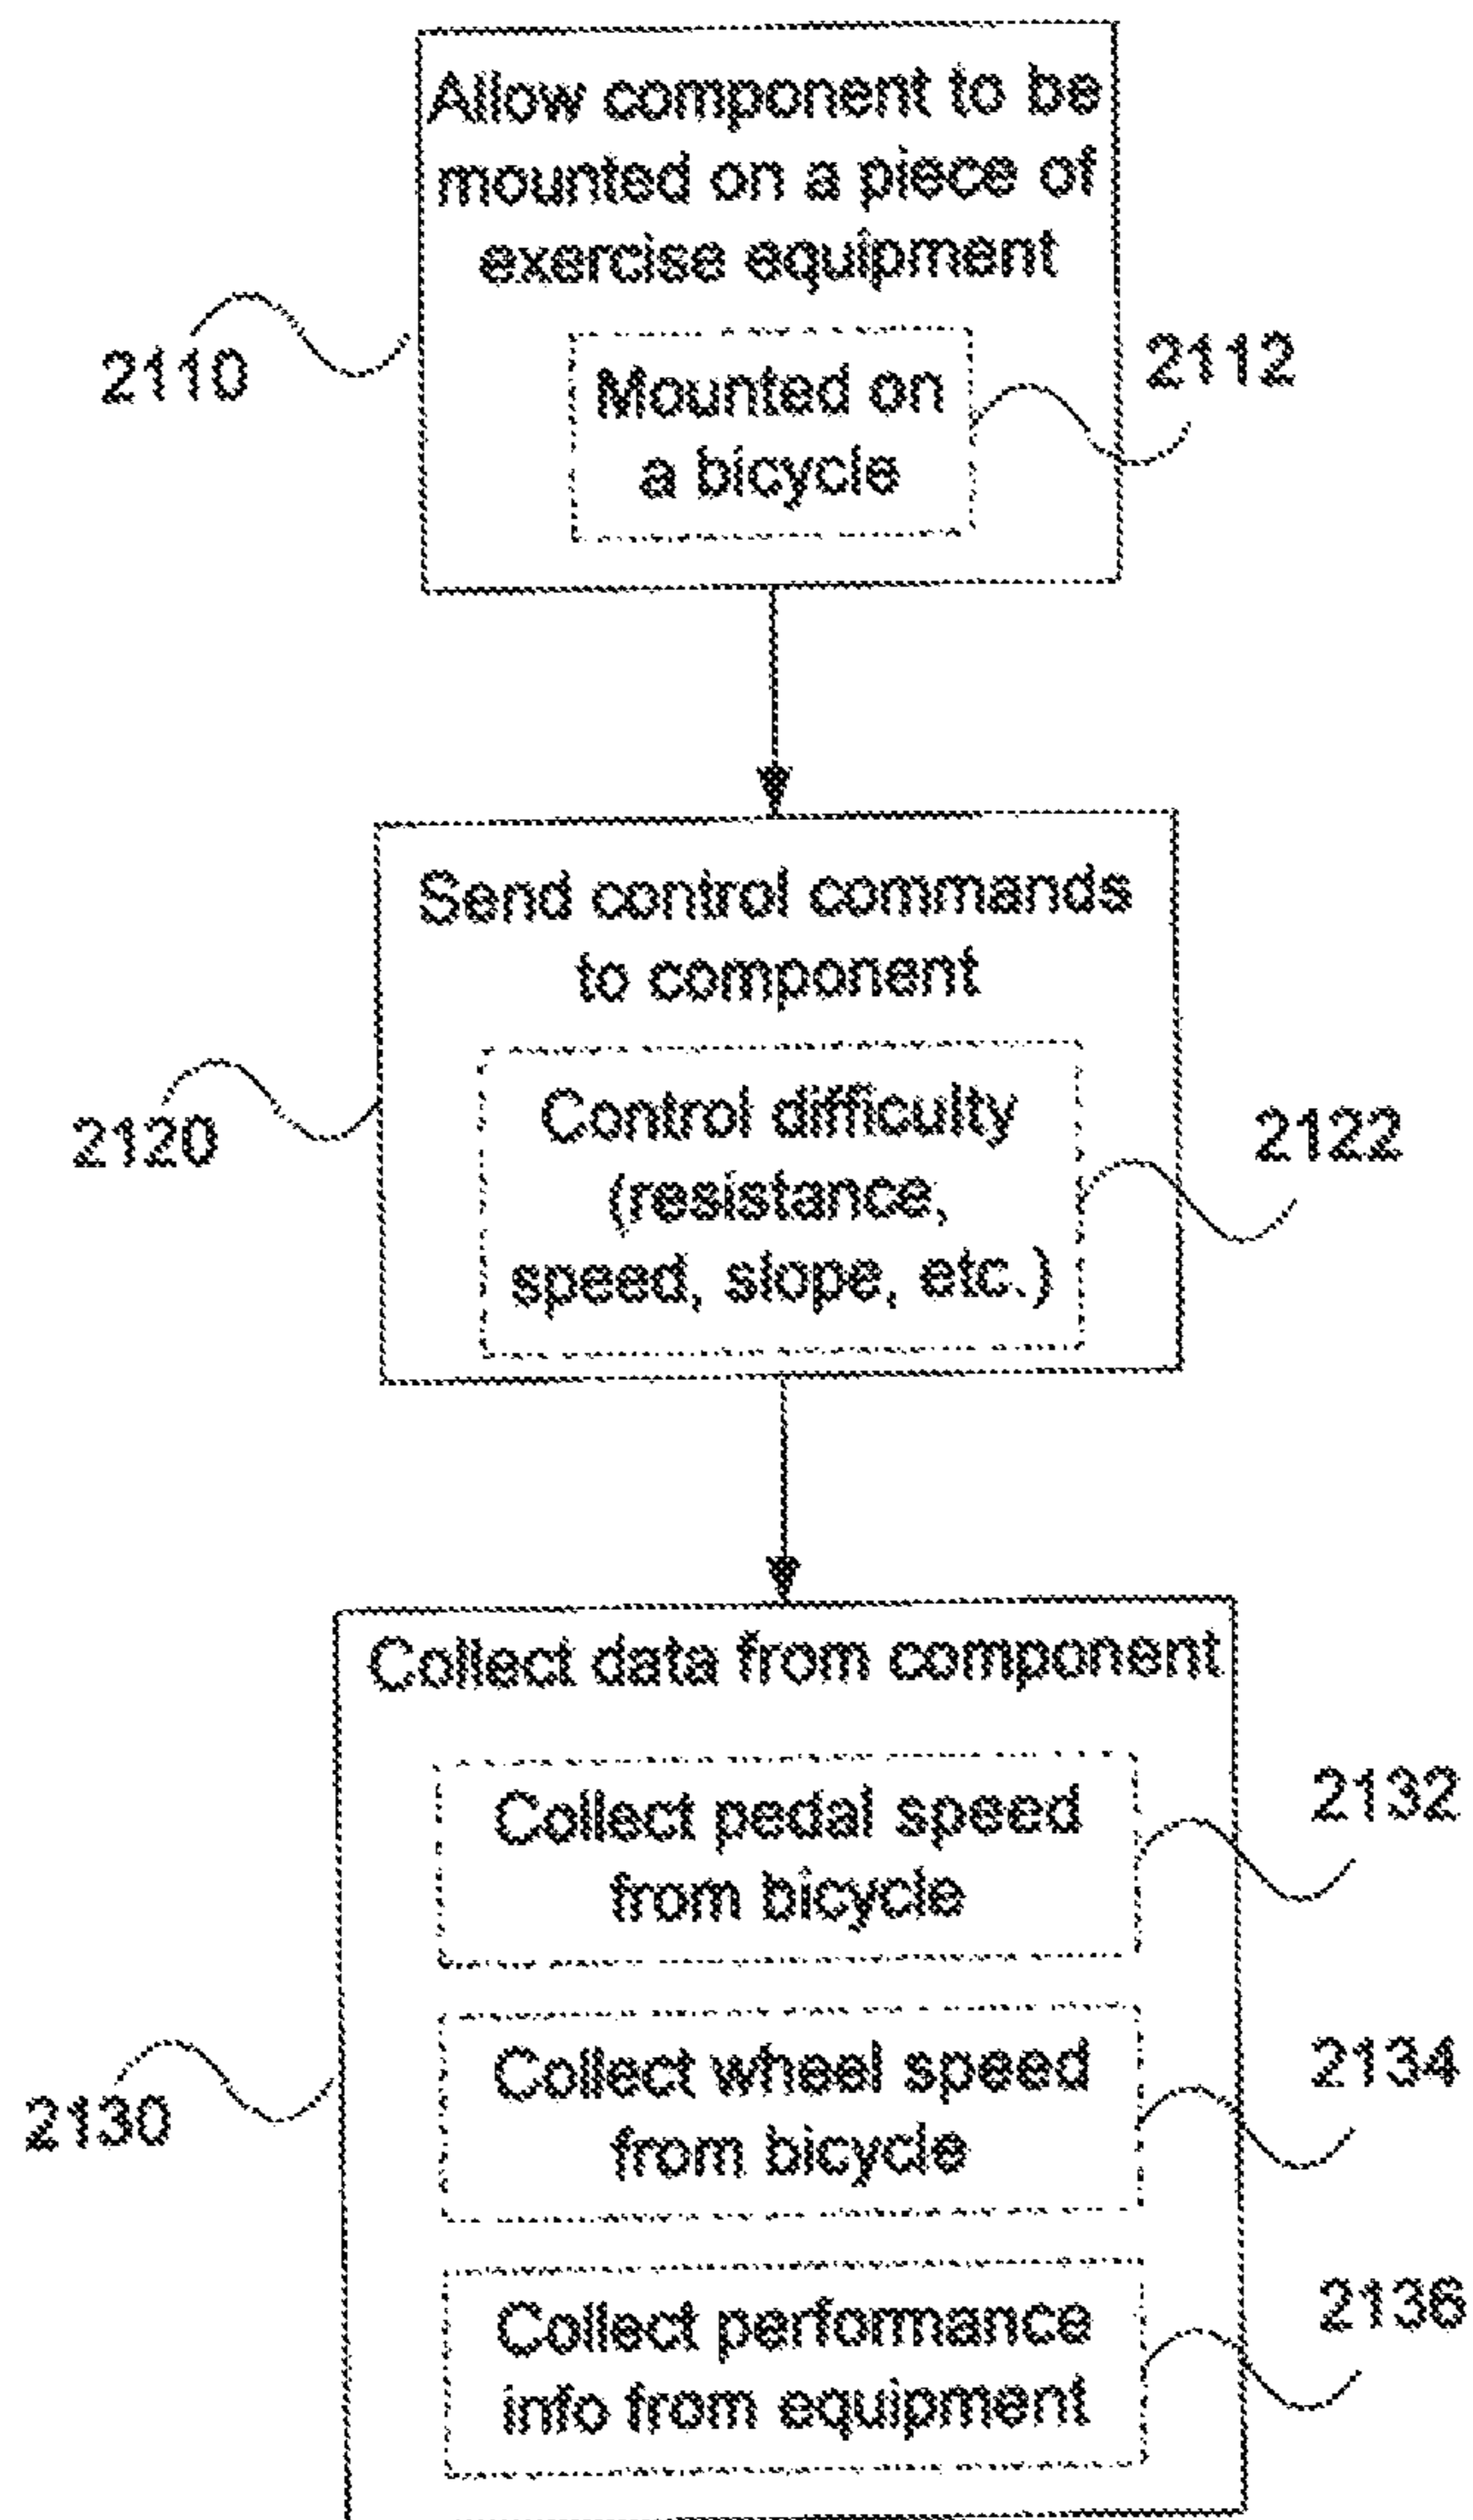 Allow component to be
mounted on a piece of
exercise equipment
2110
2112
Mounted on
a bicycle
Send control commands
to component
2120
2122
Control difficulty
(resistance,
speed, slope, etc.)
Collect data from component
2130
2132
Collect pedal speed
from bicycle
2134
Collect wheel speed
from bicycle
2136
Collect performance
info from equipment